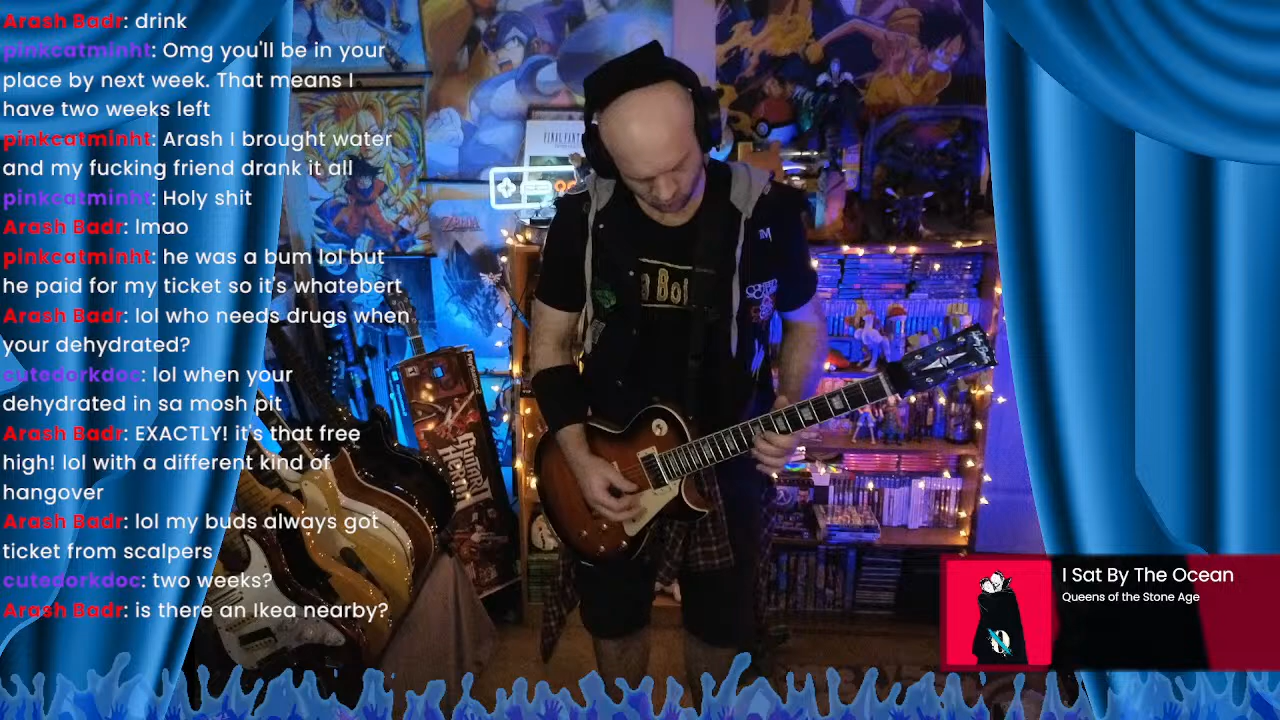 Arash Badr: drink
pinkcatminht: Omg you'll be in your
place by next week. That means I
have two weeks left
pinkcatminht: Arash I brought water
and my fucking friend drank it all
pinkcatminht: Holy shit
Arash Badr: lmao
pinkcatminht: he was a bum lol but
he paid for my ticket so it's whatebert
Arash Badr: lol who needs drugs when
your dehydrated?
cutedorkdoc: lol when your
dehydrated in sa mosh pit
Arash Badr: EXACTLY! it's that free
high! lol with a different kind of
hangover
Arash Badr: lol my buds always got
ticket from scalpers
cutedorkdoc: two weeks?
Arash Badr: is there an Ikea nearby?
FINAL FANTASY
ZELDA
GUITAR
HERO
I Sat By The Ocean
Queens of the Stone Age